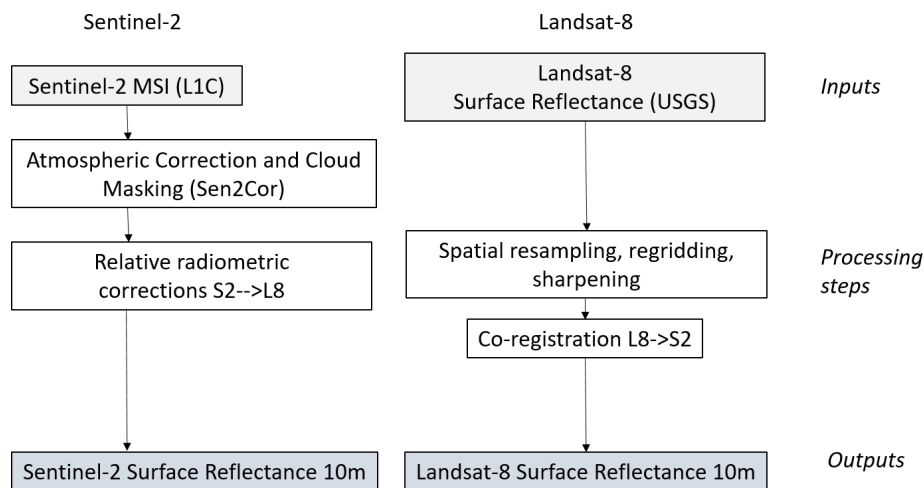 Sentinel-2
Landsat-8
Sentinel-2 MSI (L1C)
Landsat-8
Surface Reflectance (USGS)
Inputs
Atmospheric Correction and Cloud
Masking (Sen2Cor)
Relative radiometric
corrections S2-->L8
Spatial resampling, regridding,
sharpening
Processing
steps
Co-registration L8->S2
Sentinel-2 Surface Reflectance 10m
Landsat-8 Surface Reflectance 10m
Outputs